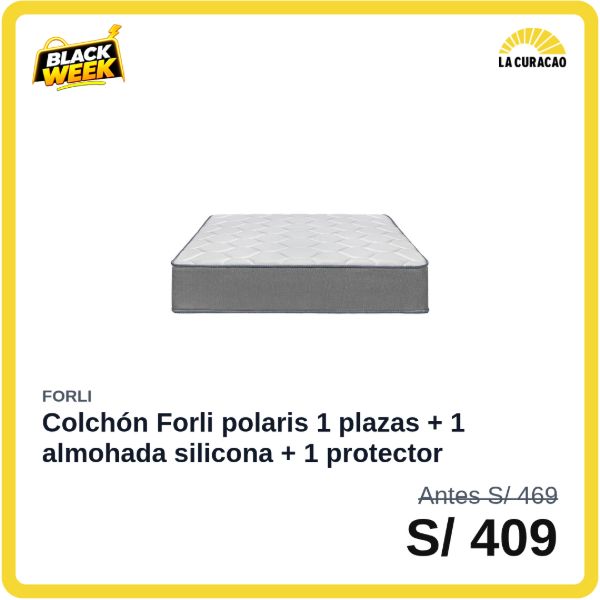 BLACK
WEEK
LA CURACAO
FORLI
Colchón Forli polaris 1 plazas + 1
almohada silicona + 1 protector
Antes S/ 469
S/ 409